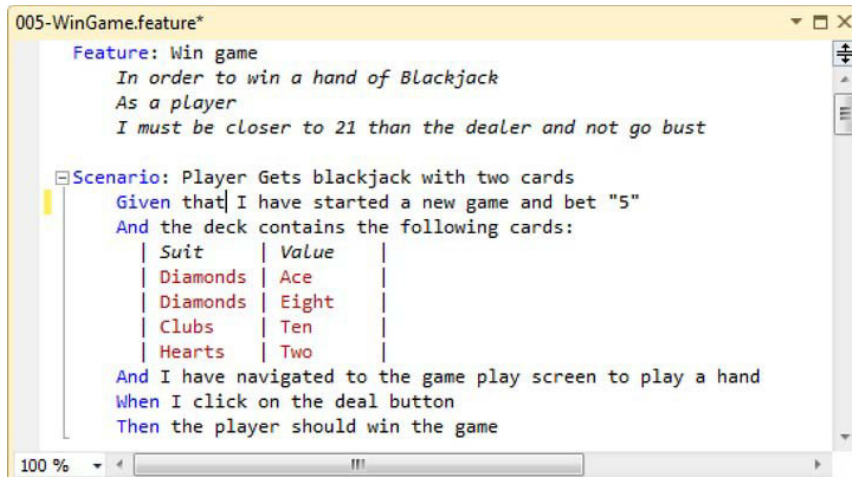 005-WinGame.feature*
Feature: Win game
In order to win a hand of Blackjack
As a player
I must be closer to 21 than the dealer and not go bust
Scenario: Player Gets blackjack with two cards
Given that I have started a new game and bet "5"
And the deck contains the following cards:
| Suit | Value |
| Diamonds | Ace |
| Diamonds | Eight |
| Clubs | Ten |
| Hearts | Two |
And I have navigated to the game play screen to play a hand
When I click on the deal button
Then the player should win the game
100 %